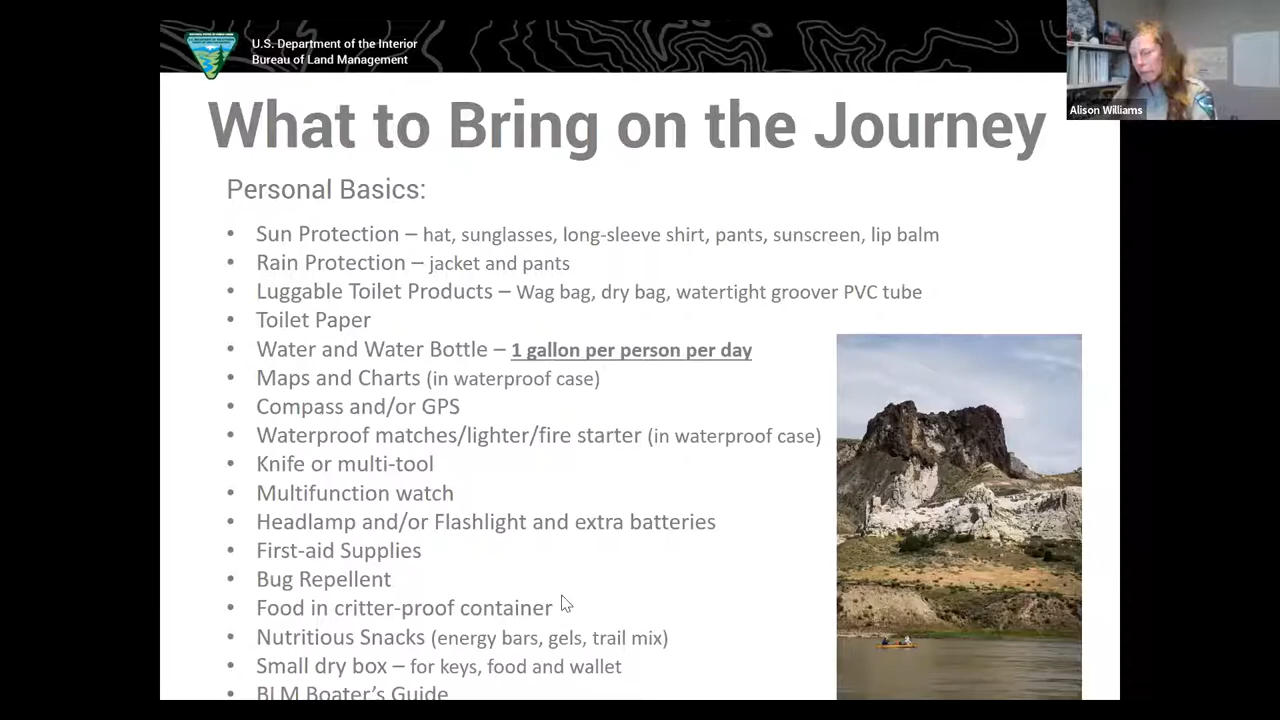 U.S. Department of the Interior
Bureau of Land Management
Alison Williams
What to Bring on the Journey
Personal Basics:
• Sun Protection – hat, sunglasses, long-sleeve shirt, pants, sunscreen, lip balm
• Rain Protection – jacket and pants
• Luggable Toilet Products – Wag bag, dry bag, watertight groover PVC tube
• Toilet Paper
• Water and Water Bottle – 1 gallon per person per day
• Maps and Charts (in waterproof case)
• Compass and/or GPS
• Waterproof matches/lighter/fire starter (in waterproof case)
• Knife or multi-tool
• Multifunction watch
• Headlamp and/or Flashlight and extra batteries
• First-aid Supplies
• Bug Repellent
• Food in critter-proof container
• Nutritious Snacks (energy bars, gels, trail mix)
• Small dry box – for keys, food and wallet
• BLM Boater's Guide